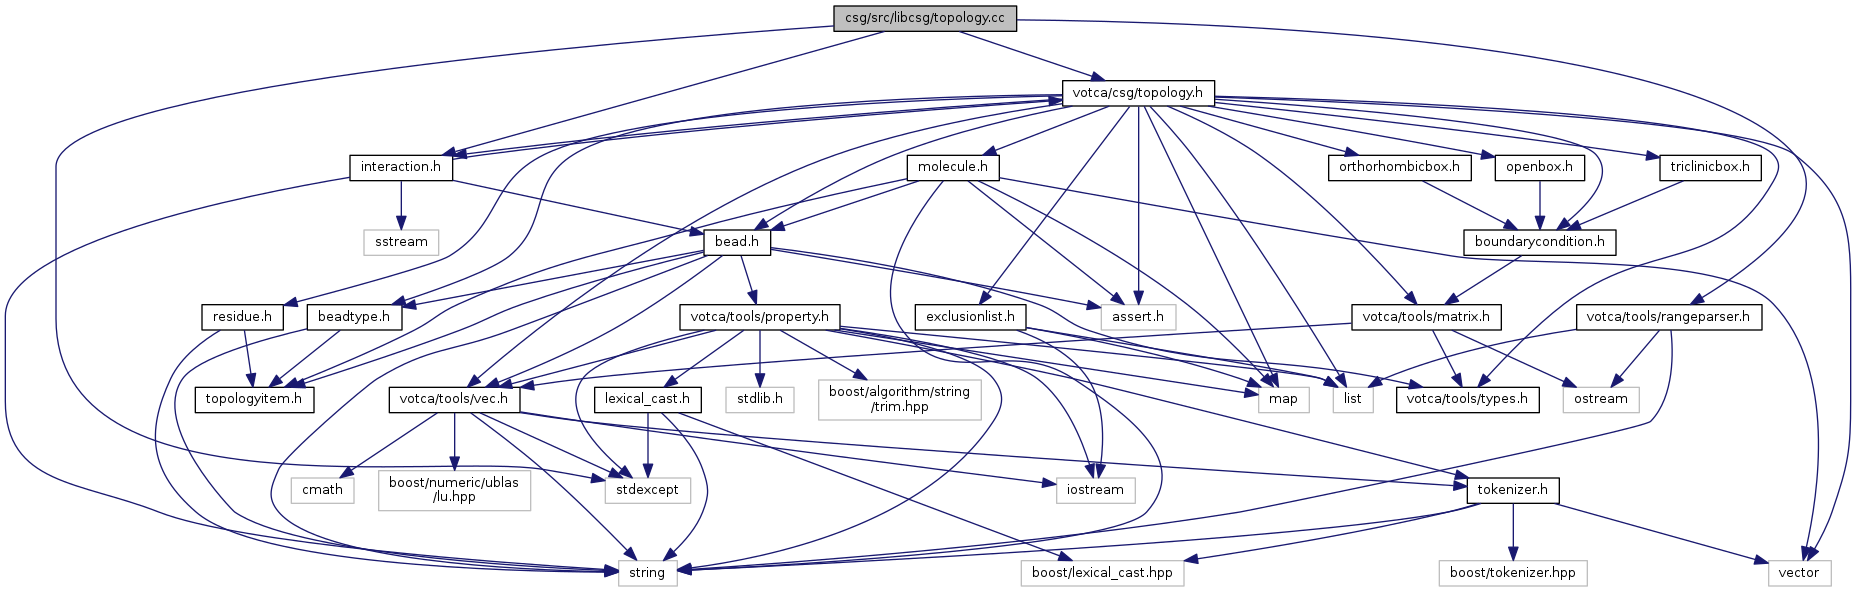 csg/src/libcsg/topology.cc
votca/csg/topology.h
interaction.h
molecule.h
orthorhombicbox.h
openbox.h
triclinicbox.h
sstream
bead.h
boundarycondition.h
residue.h
beadtype.h
votca/tools/property.h
exclusionlist.h
assert.h
votca/tools/matrix.h
votca/tools/rangeparser.h
topologyitem.h
votca/tools/vec.h
lexical_cast.h
stdlib.h
boost/algorithm/string
/trim.hpp
map
list
votca/tools/types.h
ostream
cmath
boost/numeric/ublas
/lu.hpp
stdexcept
iostream
tokenizer.h
string
boost/lexical_cast.hpp
boost/tokenizer.hpp
vector